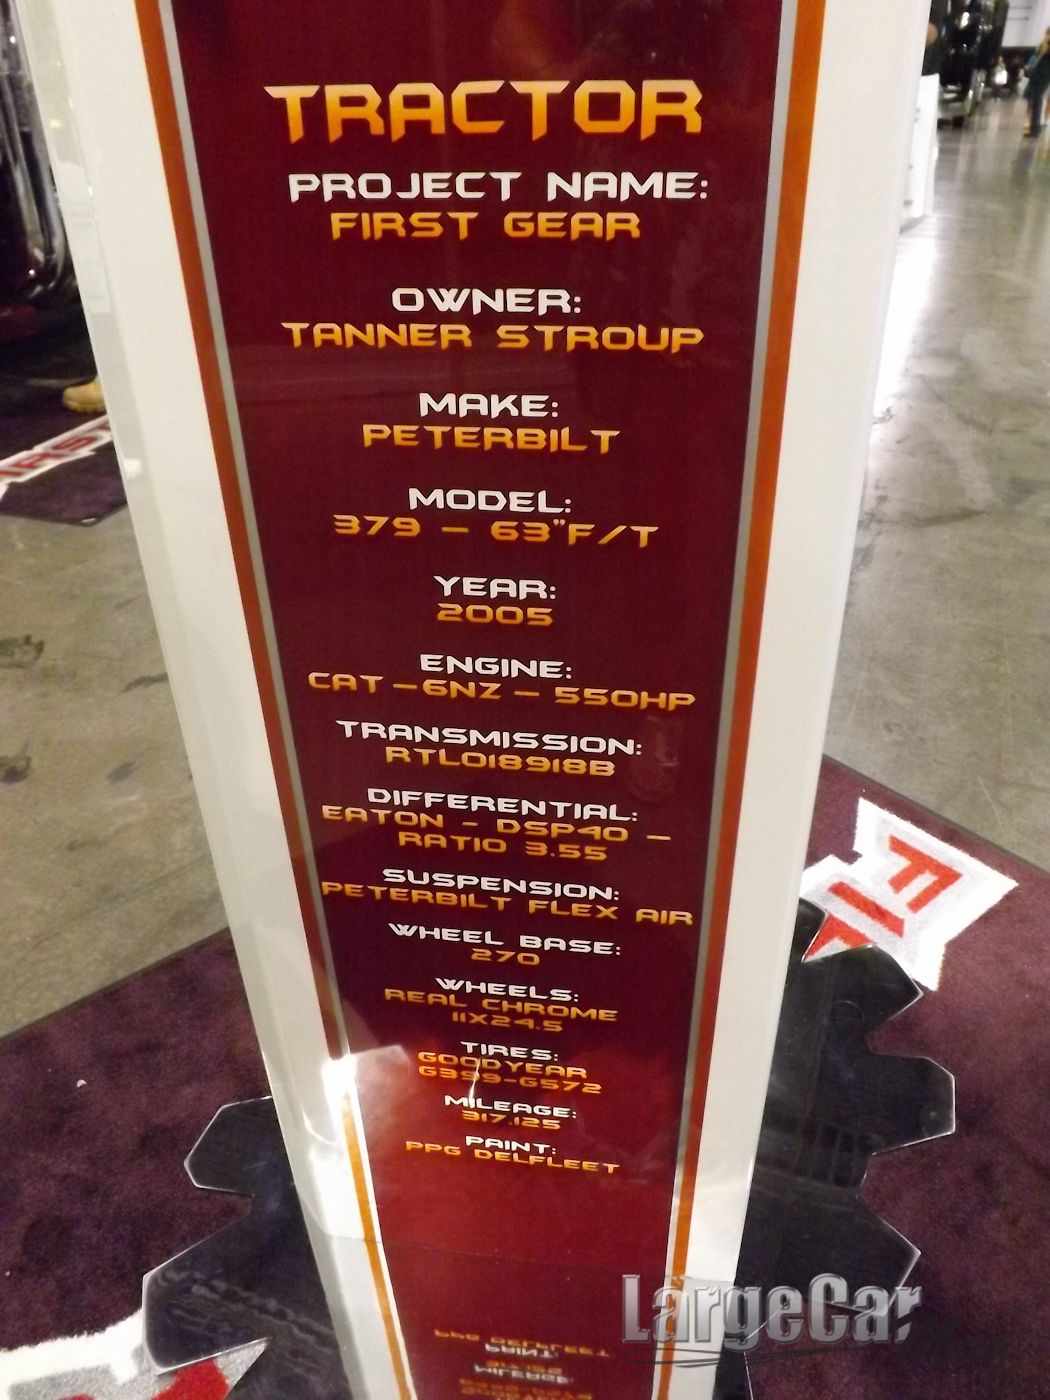 TRACTOR
PROJECT NAME:
FIRST GEAR
OWNER:
TANNER STROUP
MAKE:
PETERBILT
MODEL:
379 - 63"F/T
YEAR:
2005
ENGINE:
CAT - 6NZ - 550HP
TRANSMISSION:
RTLO18918B
DIFFERENTIAL:
EATON - DSP40 -
RATIO 3.55
SUSPENSION:
PETERBILT FLEX AIR
WHEEL BASE:
270
WHEELS:
REAL CHROME
11X24.5
TIRES:
GOODYEAR
G399-G572
MILEAGE:
317,125
PAINT:
PPG DELFLEET
LargeCar